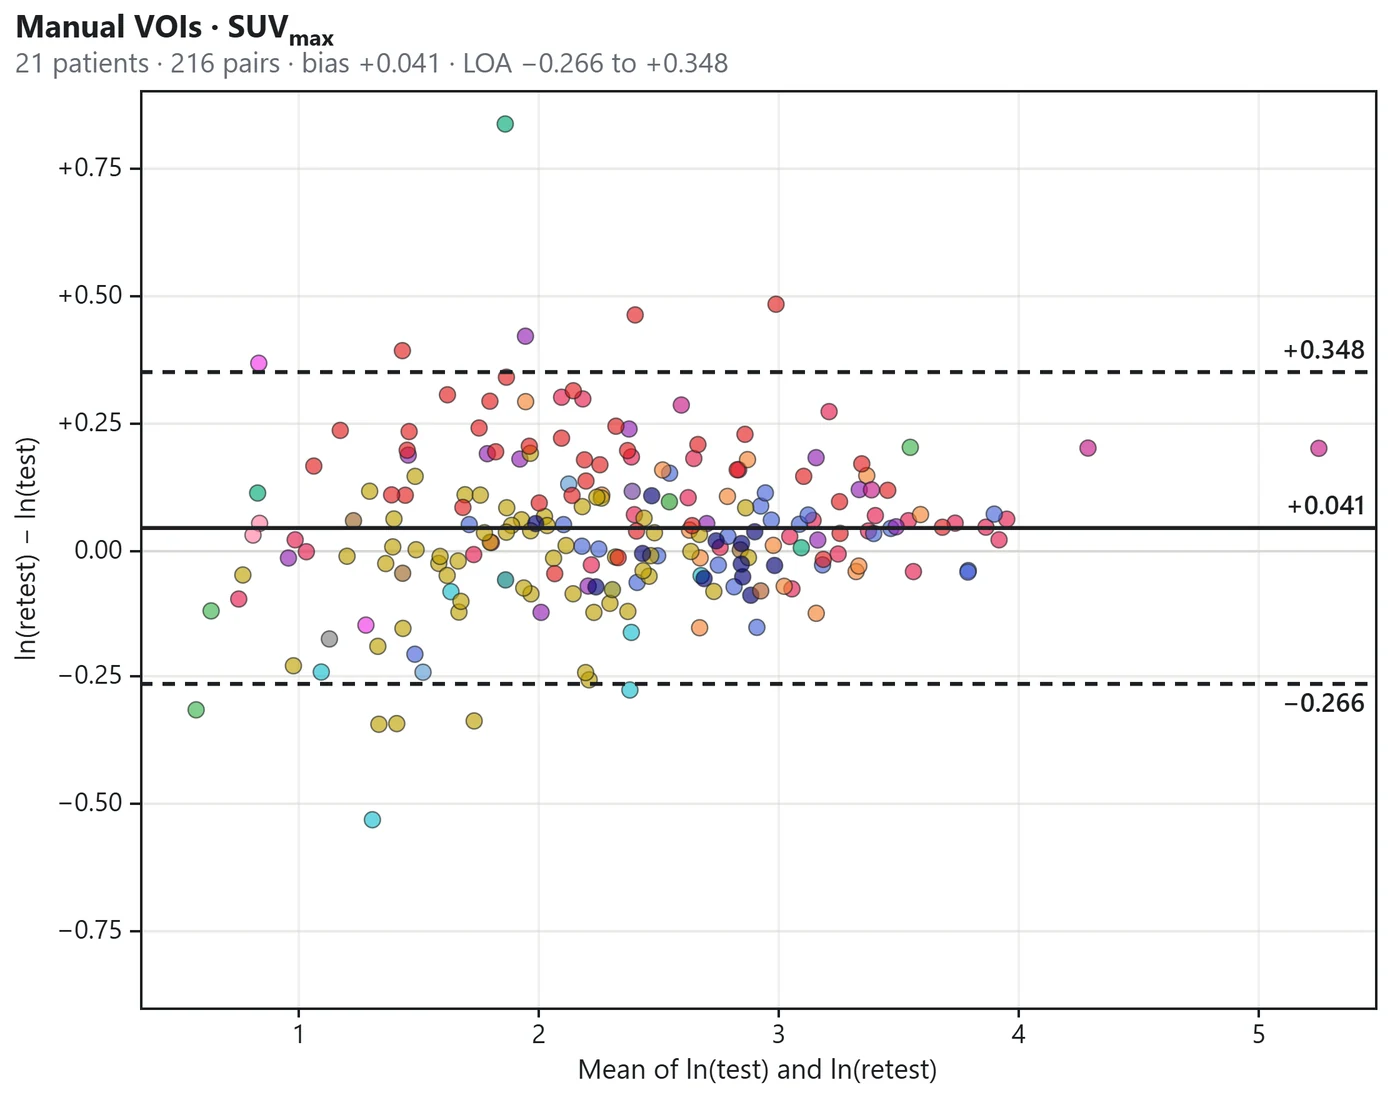 Manual VOIs · SUVmax
21 patients · 216 pairs · bias +0.041 · LOA −0.266 to +0.348
+0.75
+0.50
+0.348
+0.25
+0.041
0.00
−0.25
−0.266
−0.50
−0.75
ln(retest) − ln(test)
1 2 3 4 5
Mean of ln(test) and ln(retest)